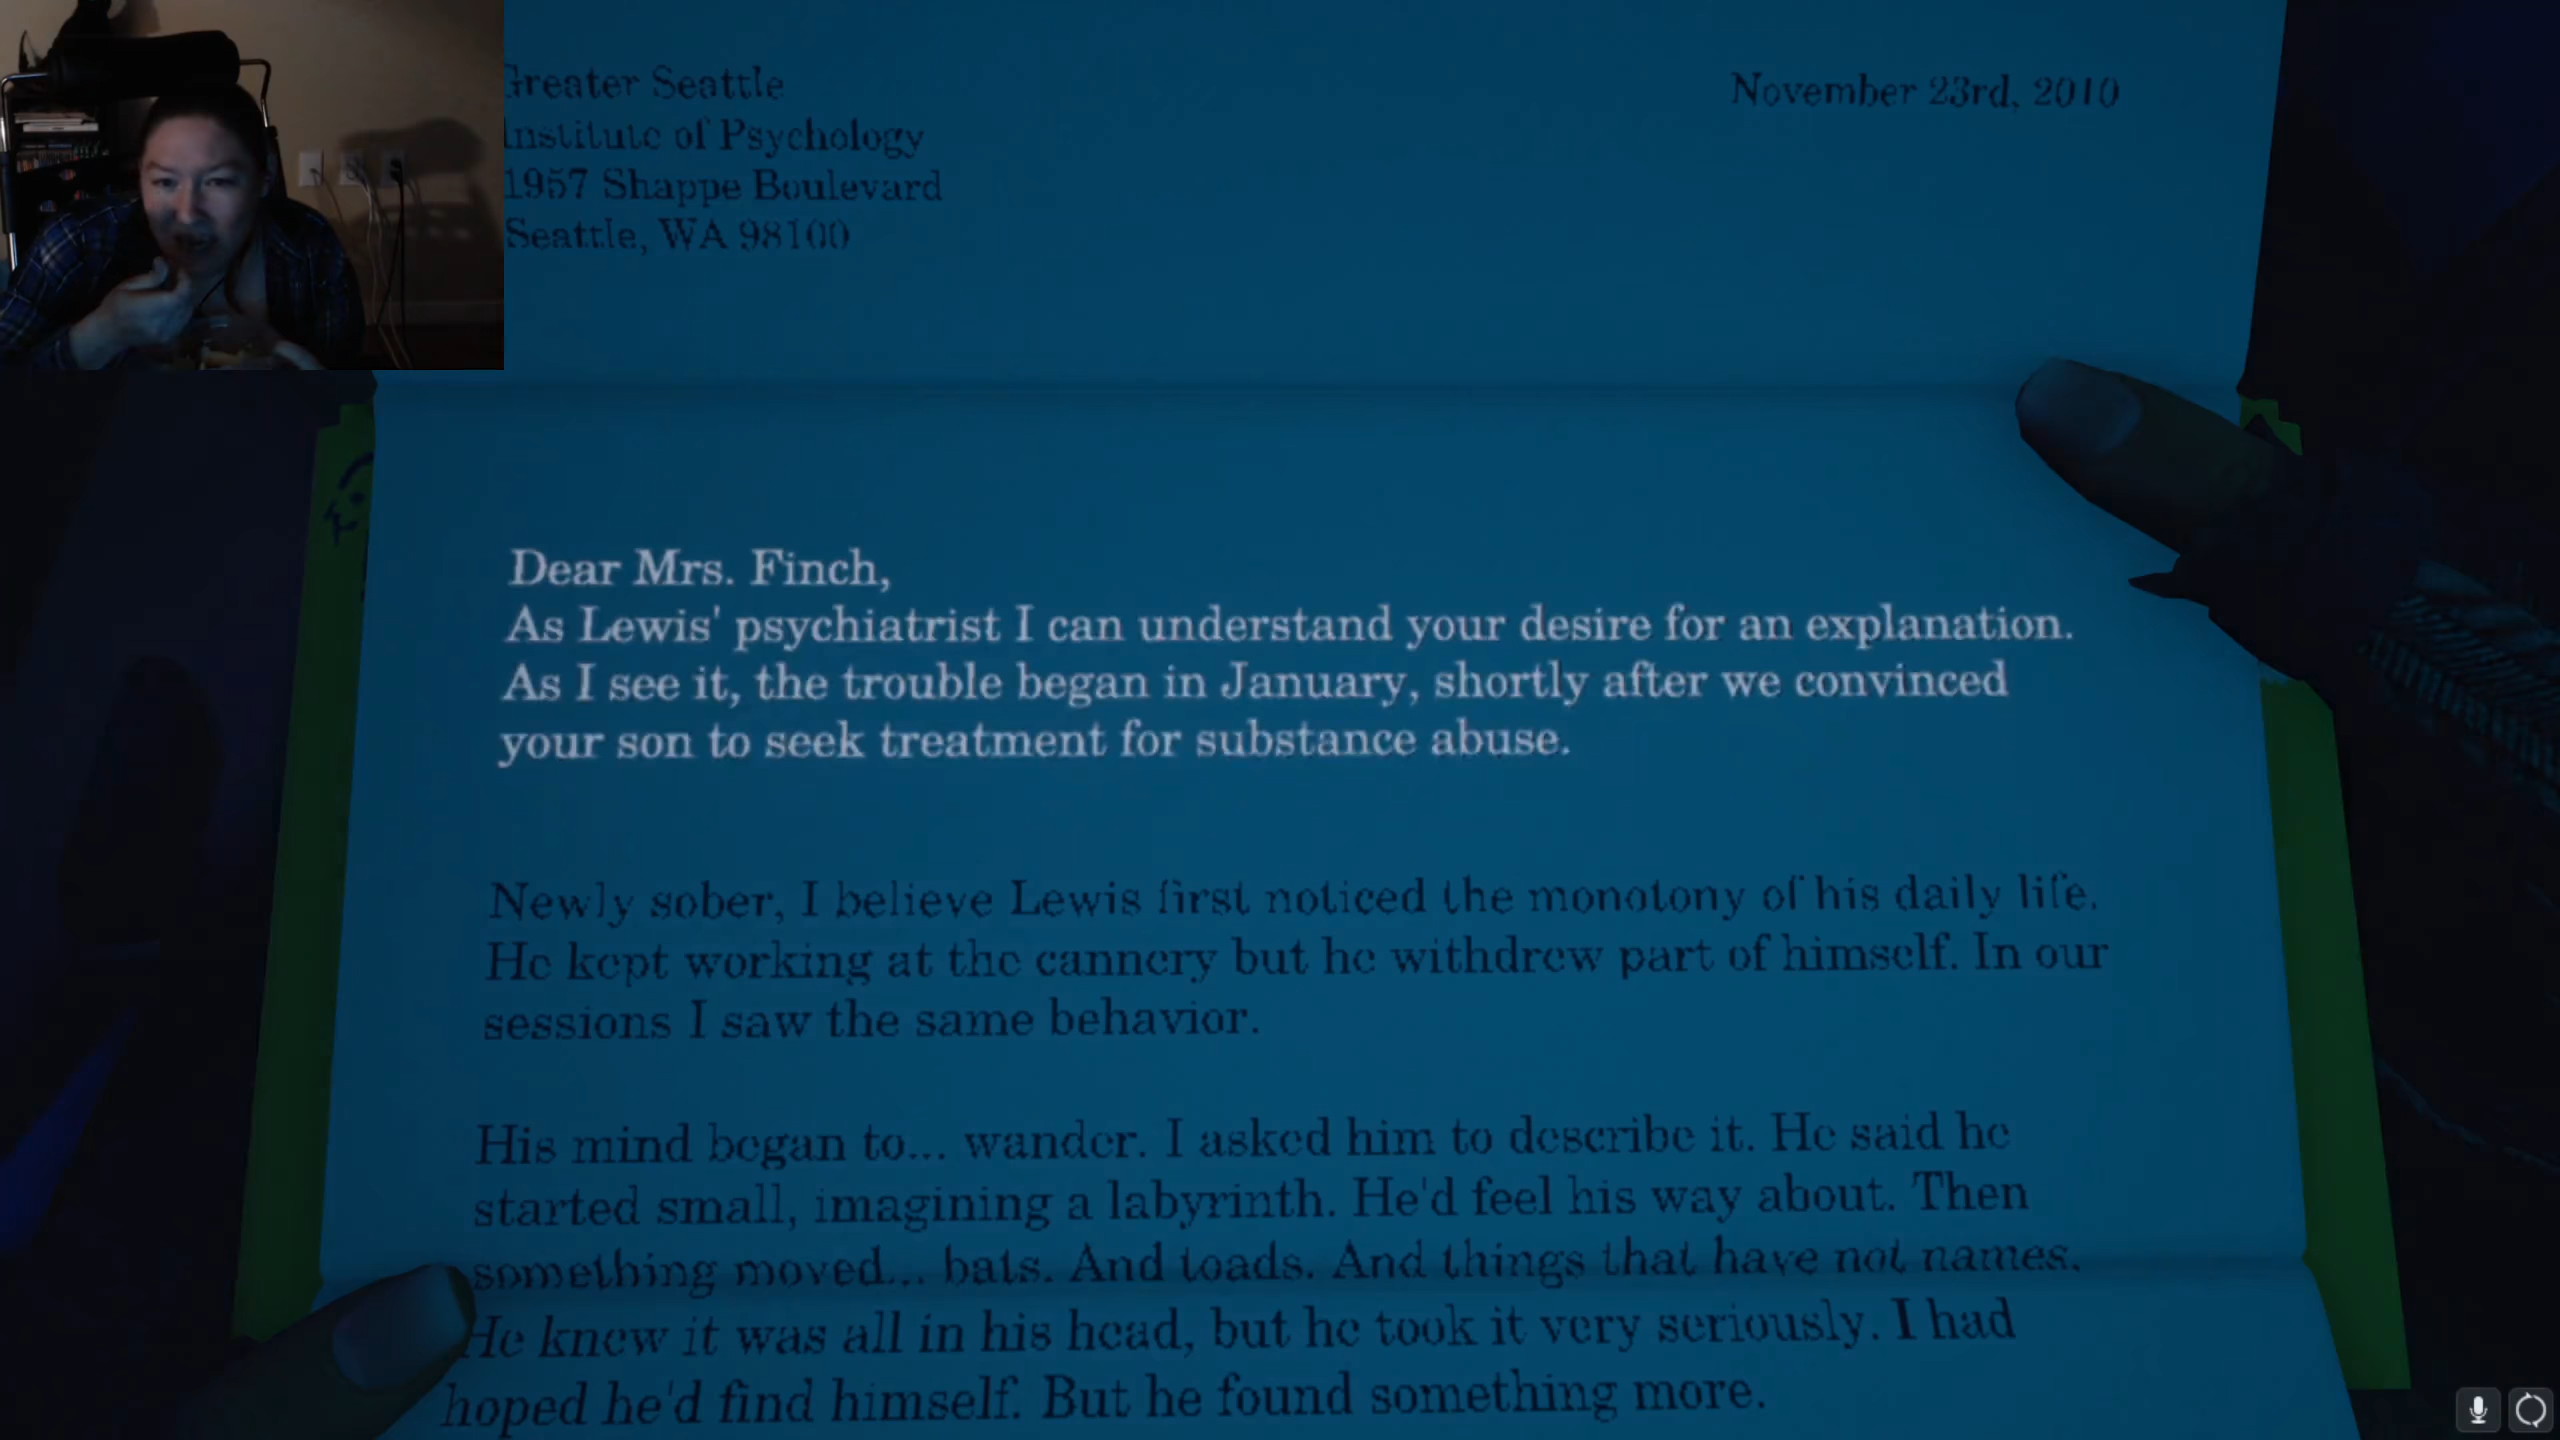 Greater Seattle
Institute of Psychology
1957 Shappe Boulevard
Seattle, WA 98100
November 23rd, 2010
Dear Mrs. Finch,
As Lewis' psychiatrist I can understand your desire for an explanation.
As I see it, the trouble began in January, shortly after we convinced
your son to seek treatment for substance abuse.
Newly sober, I believe Lewis first noticed the monotony of his daily life.
He kept working at the cannery but he withdrew part of himself. In our
sessions I saw the same behavior.
His mind began to... wander. I asked him to describe it. He said he
started small, imagining a labyrinth. He'd feel his way about. Then
something moved... bats. And toads. And things that have not names.
He knew it was all in his head, but he took it very seriously. I had
hoped he'd find himself. But he found something more.